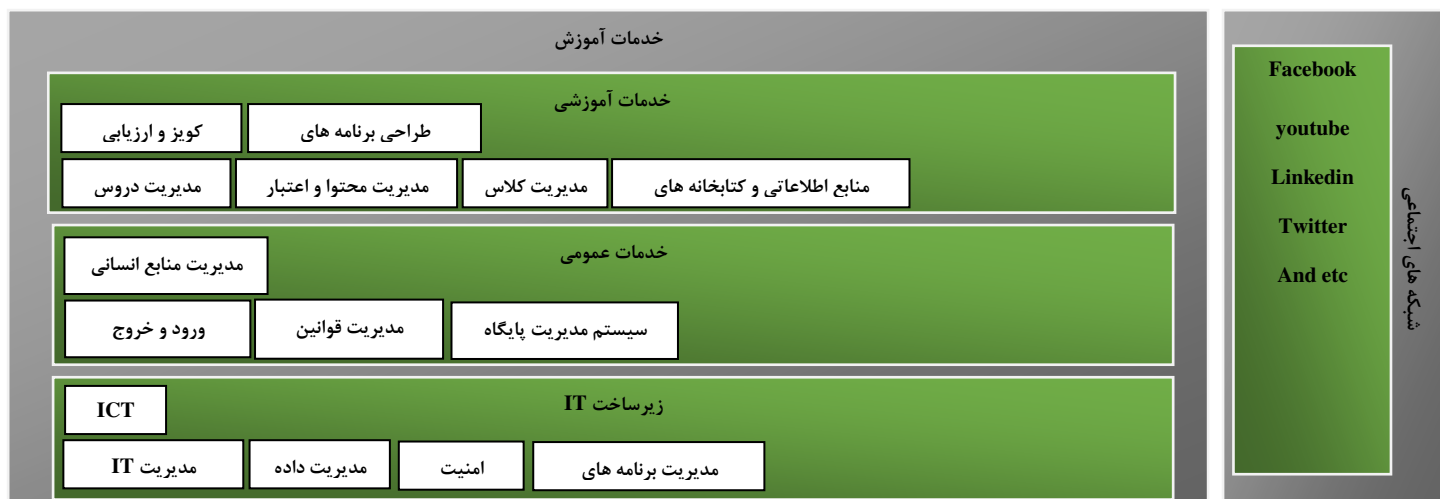 خدمات آموزش
خدمات آموزشی
طراحی برنامه های
کویز و ارزیابی
منابع اطلاعاتی و کتابخانه های
مدیریت کلاس
مدیریت محتوا و اعتبار
مدیریت دروس
خدمات عمومی
مدیریت منابع انسانی
سیستم مدیریت پایگاه
مدیریت قوانین
ورود و خروج
زیرساخت IT
ICT
مدیریت برنامه های
امنیت
مدیریت داده
مدیریت IT
شبکه های اجتماعی
Facebook
youtube
Linkedin
Twitter
And etc